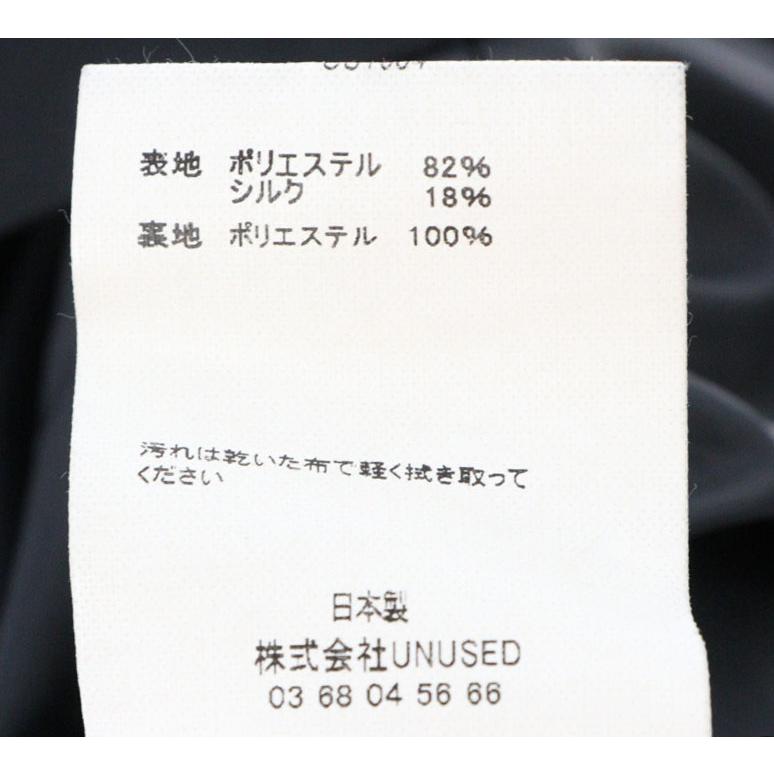 表地 ポリエステル 82%
シルク 18%
裏地 ポリエステル 100%
汚れは乾いた布で軽く拭き取って
ください
日本製
株式会社UNUSED
03 68 04 56 66